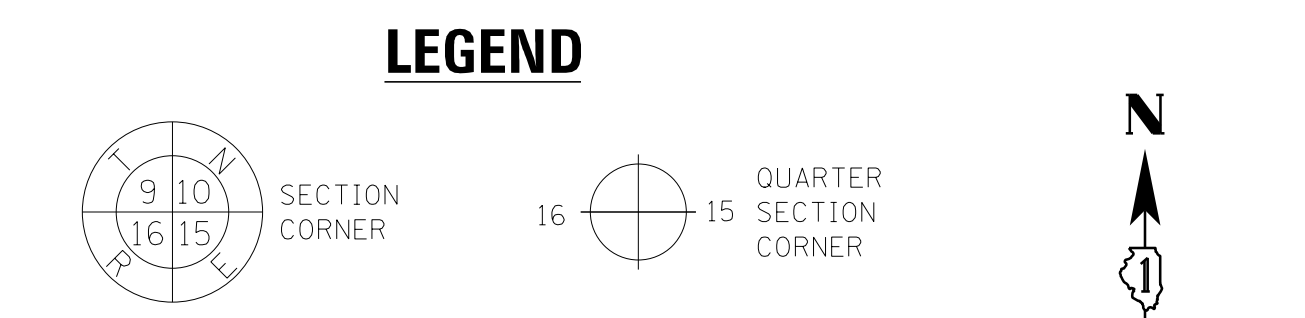 LEGEND
N
T N
9 10
16 15
R E
SECTION
CORNER
16
15
QUARTER
SECTION
CORNER
1